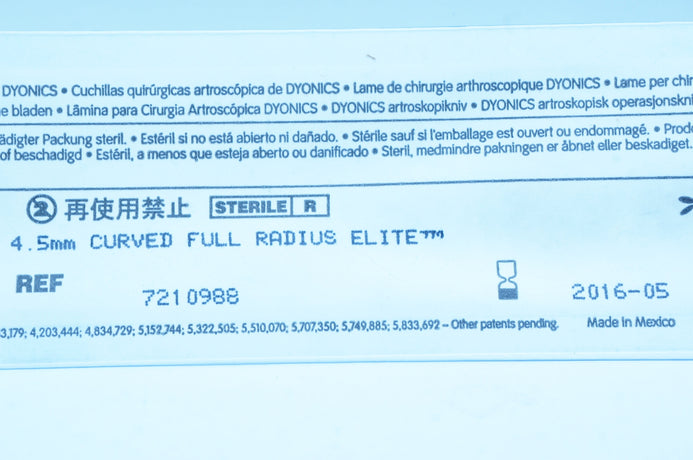 DYONICS • Cuchillas quirúrgicas artroscópica de DYONICS • Lame de chirurgie arthroscopique DYONICS • Lame per chir
e bladen • Lâmina para Cirurgia Artroscópica DYONICS • DYONICS artroskopikniv • DYONICS artroskopisk operasjonskni
ädigter Packung steril. • Estéril si no está abierto ni dañado. • Stérile sauf si l'emballage est ouvert ou endommagé. • Prod
of beschadigd • Estéril, a menos que esteja aberto ou danificado • Steril, medmindre pakningen er åbnet eller beskadiget.
2 再使用禁止 STERILE R
4.5mm CURVED FULL RADIUS ELITE™
REF 7210988 2016-05
3,179; 4,203,444; 4,834,729; 5,152,744; 5,322,505; 5,510,070; 5,707,350; 5,749,885; 5,833,692 – Other patents pending. Made in Mexico